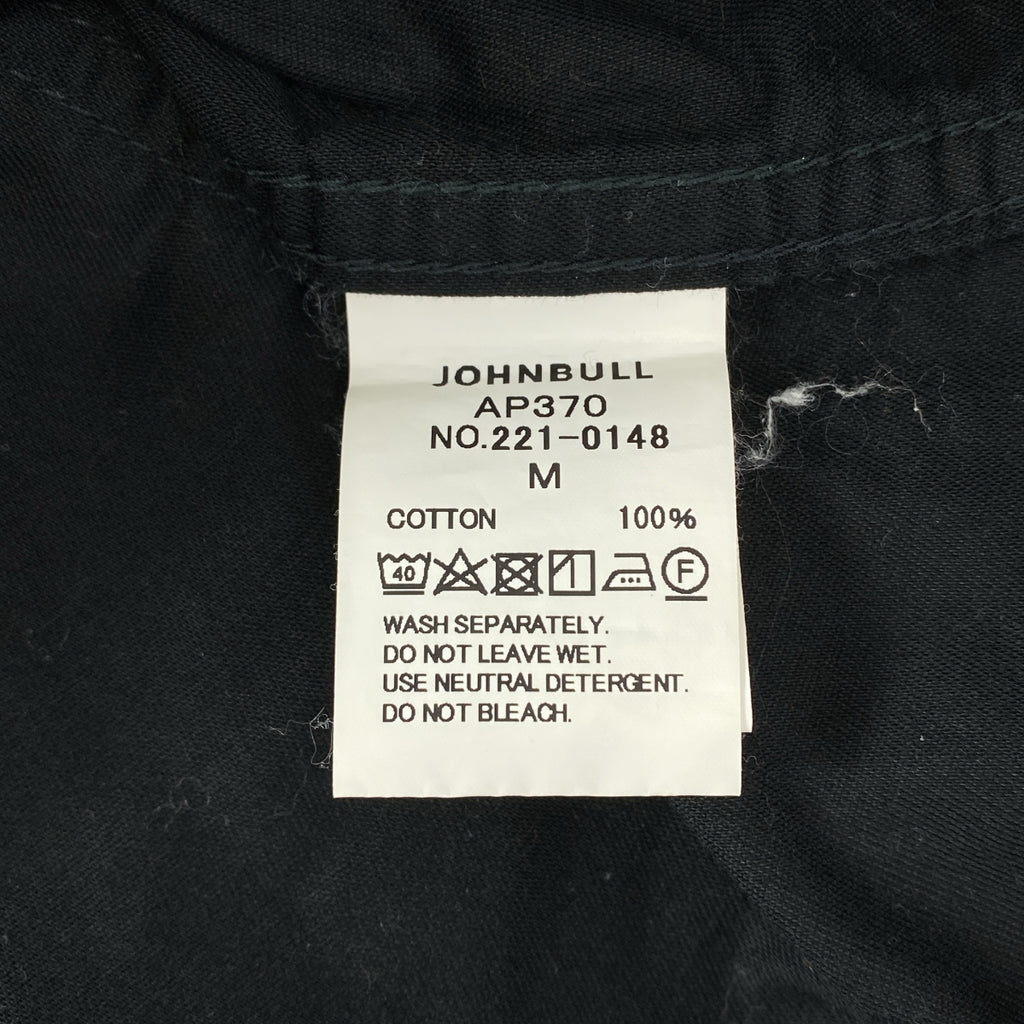 JOHNBULL
AP370
NO.221-0148
M
COTTON 100%
40 F
WASH SEPARATELY.
DO NOT LEAVE WET.
USE NEUTRAL DETERGENT.
DO NOT BLEACH.